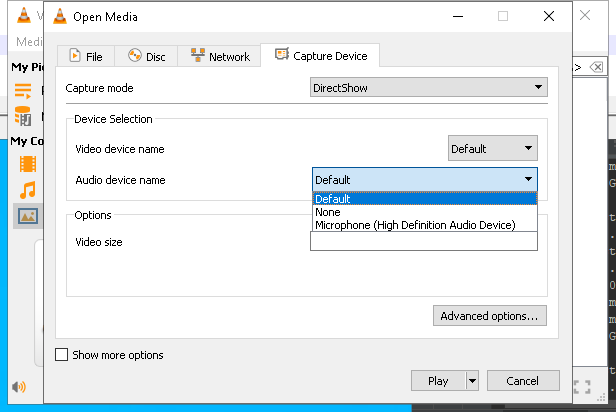 V
Open Media
Medi
File
Disc
Network
Capture Device
>
My Pi
Capture mode
DirectShow
Device Selection
Video device name
Default
My Co
Audio device name
Default
Default
None
Microphone (High Definition Audio Device)
Options
Video size
Advanced options...
Show more options
Play
Cancel